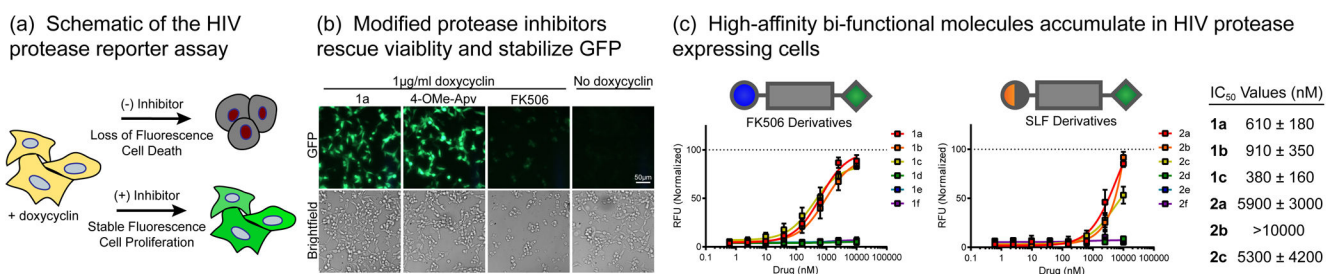 (a) Schematic of the HIV
protease reporter assay
(-) Inhibitor
Loss of Fluorescence
Cell Death
+ doxycyclin
(+) Inhibitor
Stable Fluorescence
Cell Proliferation
(b) Modified protease inhibitors
rescue viablity and stabilize GFP
1µg/ml doxycyclin
No doxycyclin
1a
4-OMe-Apv
FK506
GFP
50µm
Brightfield
(c) High-affinity bi-functional molecules accumulate in HIV protease
expressing cells
FK506 Derivatives
RFU (Normalized)
100
50
0
0.1
1
10
100
1000
10000
100000
Drug (nM)
1a
1b
1c
1d
1e
1f
SLF Derivatives
RFU (Normalized)
100
50
0
0.1
1
10
100
1000
10000
100000
Drug (nM)
2a
2b
2c
2d
2e
2f
IC50 Values (nM)
1a 610 ± 180
1b 910 ± 350
1c 380 ± 160
2a 5900 ± 3000
2b >10000
2c 5300 ± 4200